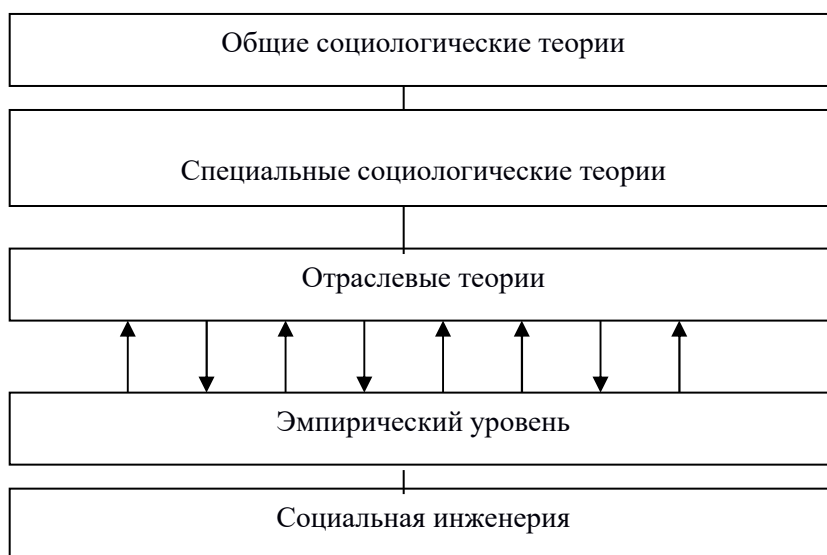 Общие социологические теории
Специальные социологические теории
Отраслевые теории
Эмпирический уровень
Социальная инженерия